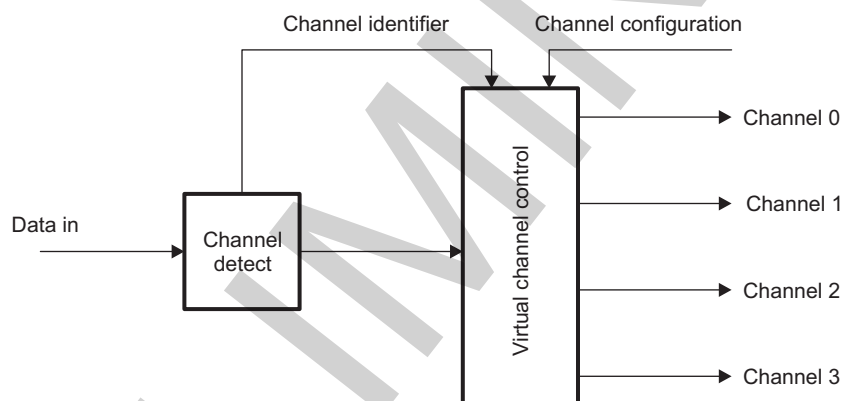 Channel identifier
Channel configuration
Channel 0
Channel 1
Data in
Channel
detect
Virtual channel control
Channel 2
Channel 3